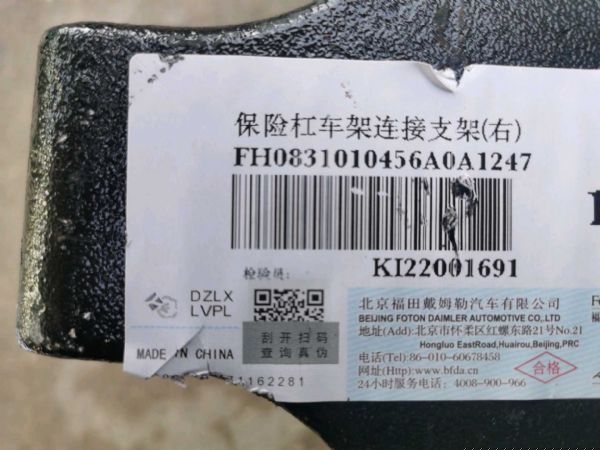 保险杠车架连接支架(右)
FH0831010456A0A1247
KI22001691
检验链:
DZLX
LVPL
刮开扫码
查询真伪
MADE IN CHINA
1162281
北京福田戴姆勒汽车有限公司
BEIJING FOTON DAIMLER AUTOMOTIVE CO.,LTD
地址(Add):北京市怀柔区红螺东路21号No.21
Hongluo EastRoad,Huairou,Beijing,PRC
电话(Tel):86-010-60678458
网址(Http):www.bfda.cn
24小时服务电话: 4008-900-966
合格